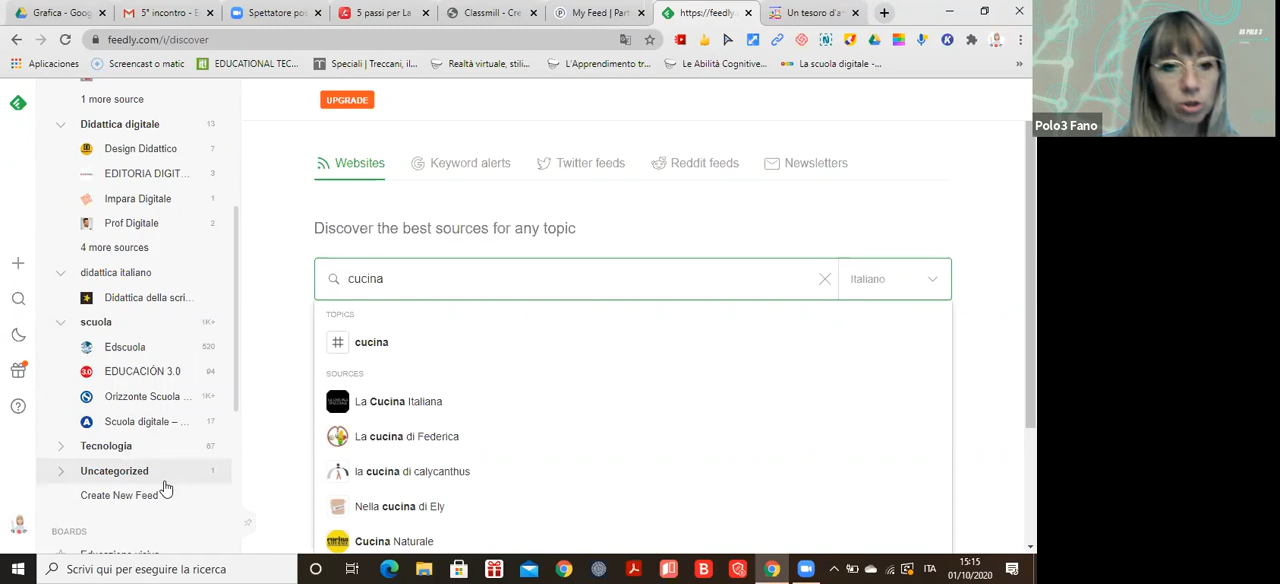 Grafica - Goog
5° incontro - E
Spettatore po
5 passi per La
Classmill - Cre
My Feed | Part
https://feedly.
Un tesoro d'a
feedly.com/i/discover
Applicazioni
Screencast o matic
EDUCATIONAL TEC...
Speciali | Treccani, il...
Realtà virtuale, stili...
L'Apprendimento tr...
Le Abilità Cognitive...
La scuola digitale -...
Polo3 Fano
1 more source
Didattica digitale 13
Design Didattico 7
EDITORIA DIGIT... 3
Impara Digitale 1
Prof Digitale 2
4 more sources
didattica italiano
Didattica della scri...
scuola 1K+
Edscuola 520
EDUCACIÓN 3.0 94
Orizzonte Scuola ... 1K+
Scuola digitale – ... 17
Tecnologia 67
Uncategorized 1
Create New Feed
BOARDS
UPGRADE
Websites
Keyword alerts
Twitter feeds
Reddit feeds
Newsletters
Discover the best sources for any topic
cucina
Italiano
TOPICS
# cucina
SOURCES
La Cucina Italiana
La cucina di Federica
la cucina di calycanthus
Nella cucina di Ely
Cucina Naturale
Scrivi qui per eseguire la ricerca
ITA
15:15
01/10/2020